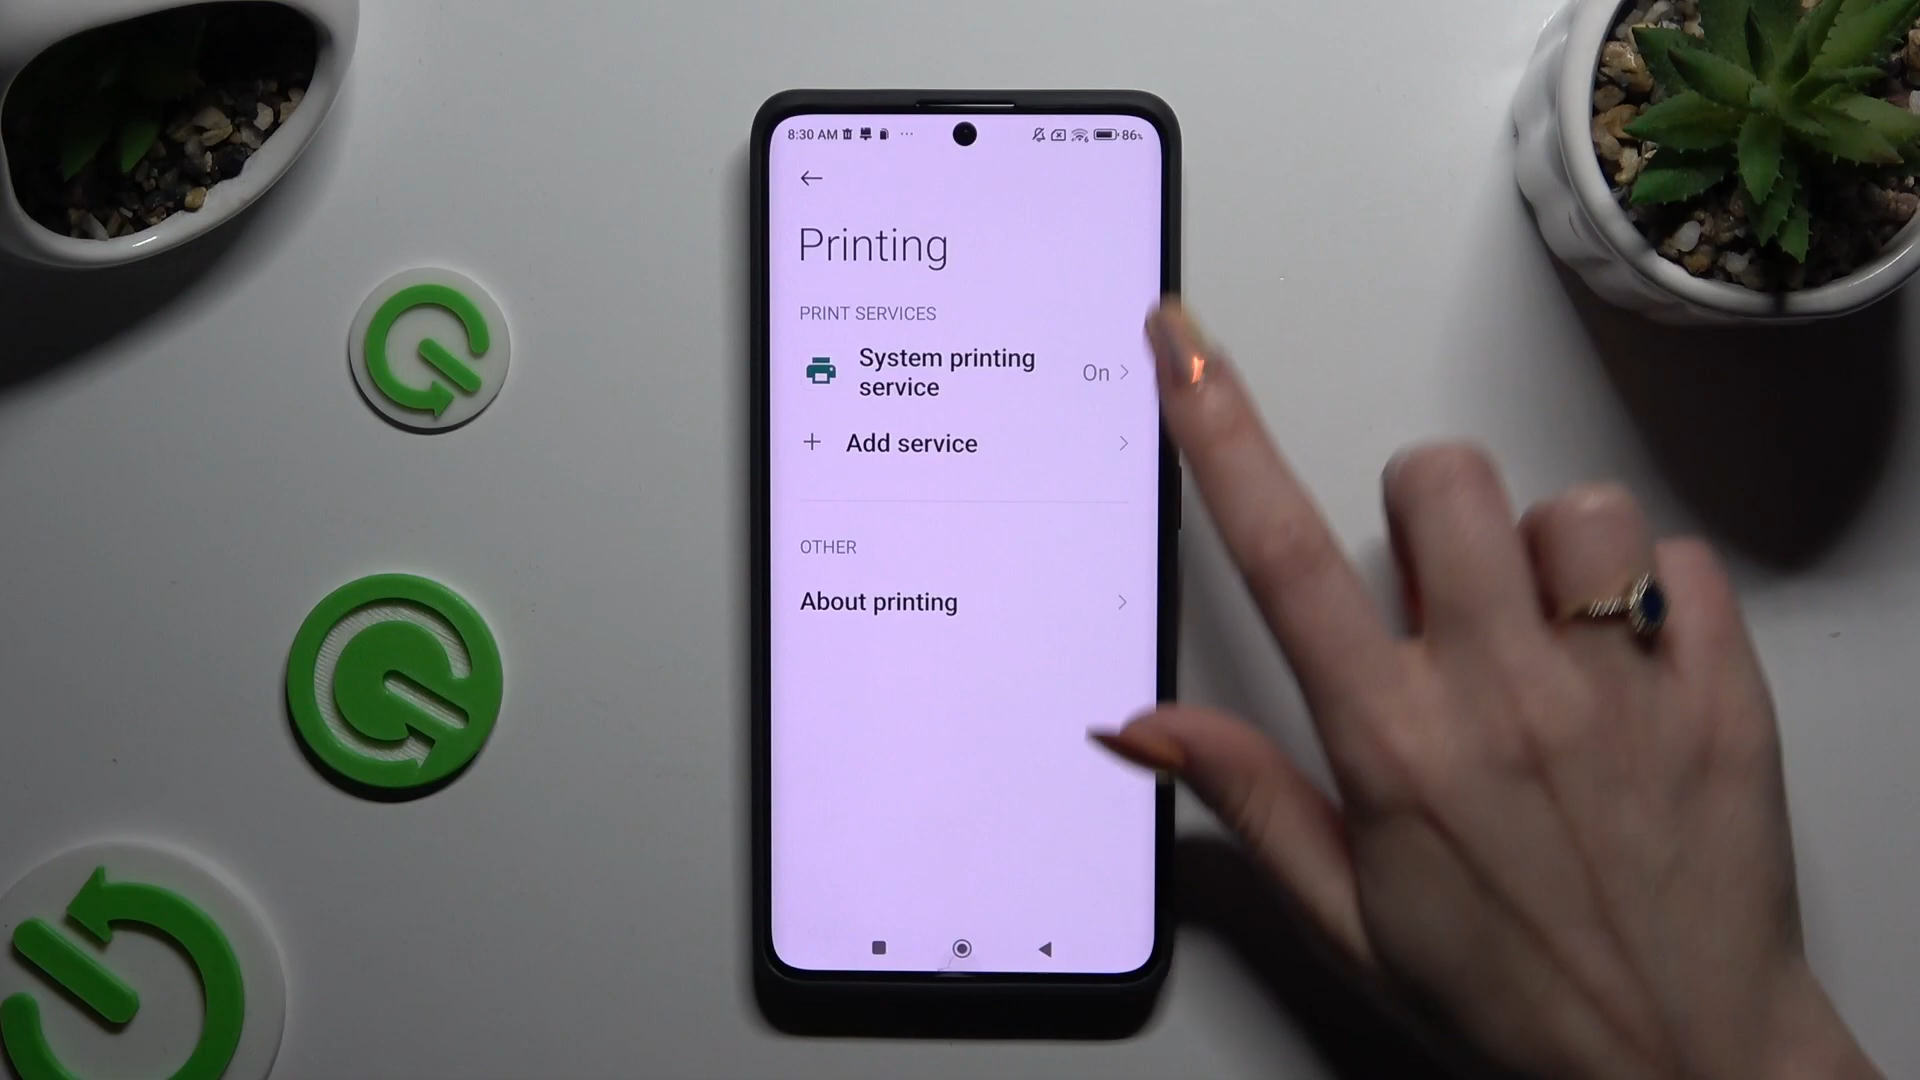 8:30 AM ... 86%
Printing
PRINT SERVICES
System printing
service
On
Add service
OTHER
About printing